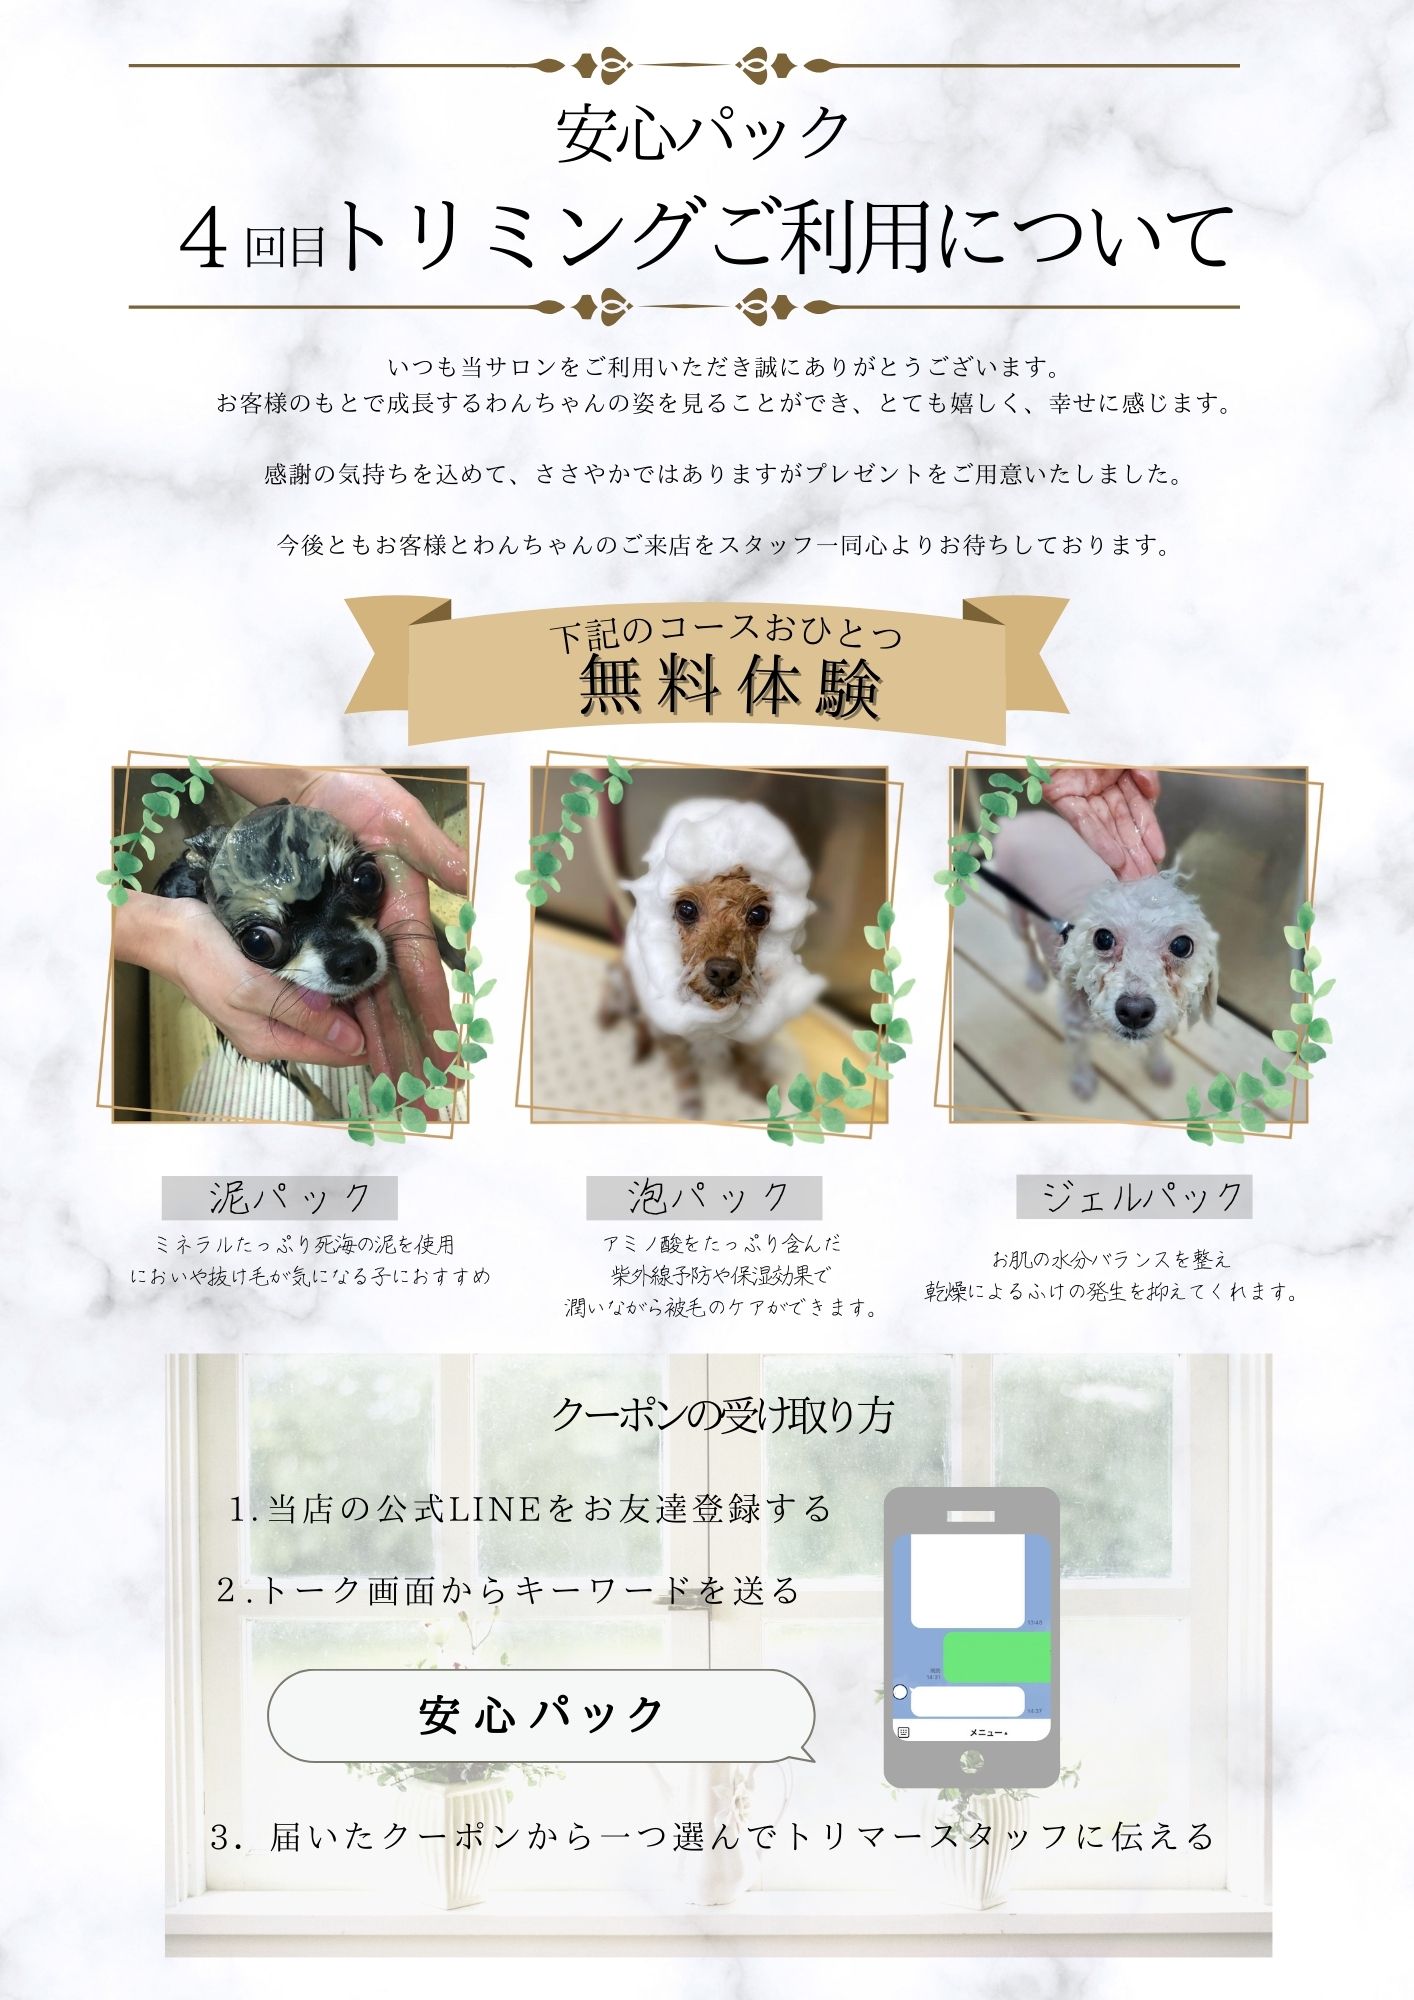 安心パック
４回目トリミングご利用について
いつも当サロンをご利用いただき誠にありがとうございます。
お客様のもとで成長するわんちゃんの姿を見ることができ、とても嬉しく、幸せに感じます。
感謝の気持ちを込めて、ささやかではありますがプレゼントをご用意いたしました。
今後ともお客様とわんちゃんのご来店をスタッフ一同心よりお待ちしております。
下記のコースおひとつ
無料体験
泥パック
ミネラルたっぷり死海の泥を使用
においや抜け毛が気になる子におすすめ
泡パック
アミノ酸をたっぷり含んだ
紫外線予防や保湿効果で
潤いながら被毛のケアができます。
ジェルパック
お肌の水分バランスを整え
乾燥によるふけの発生を抑えてくれます。
クーポンの受け取り方
1.当店の公式LINEをお友達登録する
２.トーク画面からキーワードを送る
安心パック
13:43
既読
14:31
14:37
メニュー
3．届いたクーポンから一つ選んでトリマースタッフに伝える